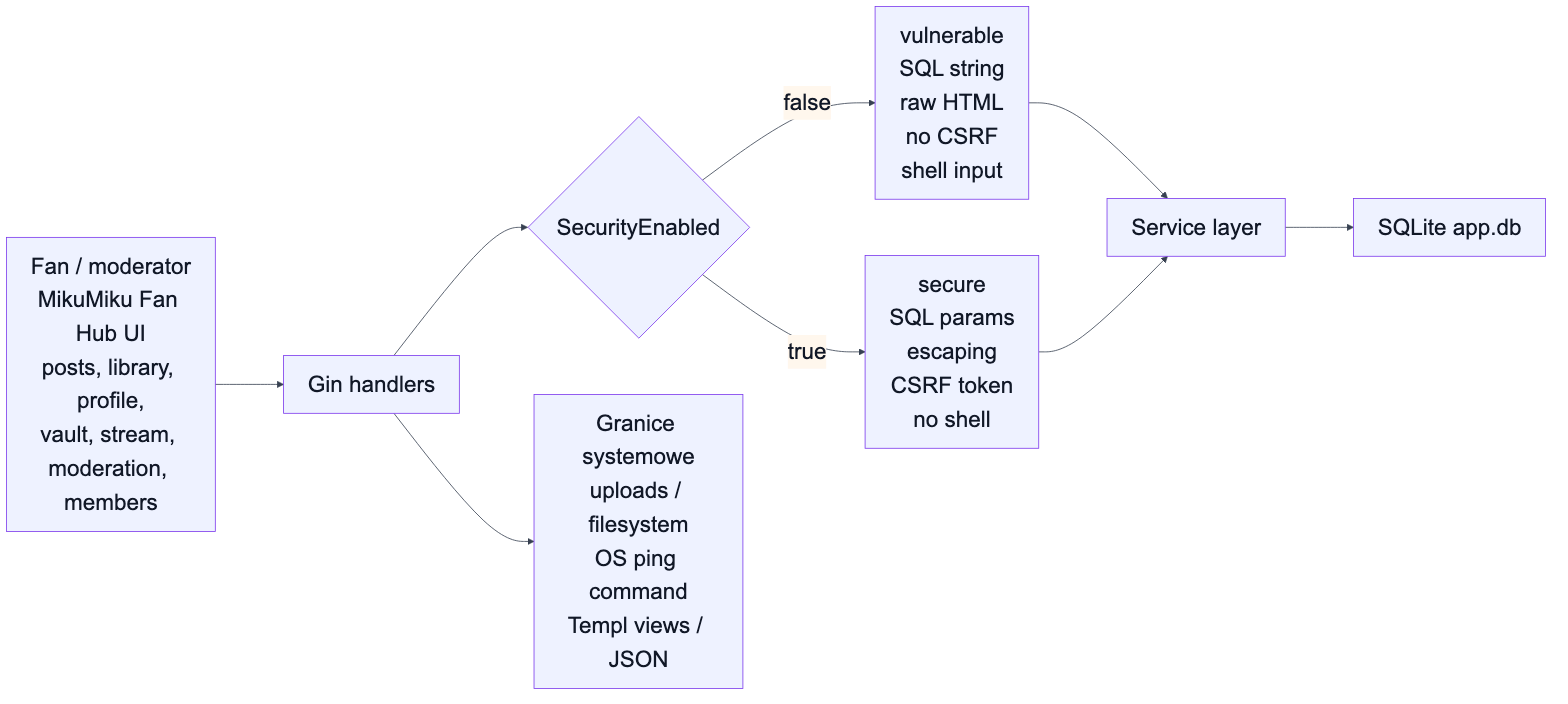 Fan / moderator
MikuMiku Fan
Hub UI
posts, library,
profile,
vault, stream,
moderation,
members
Gin handlers
SecurityEnabled
false
true
vulnerable
SQL string
raw HTML
no CSRF
shell input
secure
SQL params
escaping
CSRF token
no shell
Granice
systemowe
uploads /
filesystem
OS ping
command
Templ views /
JSON
Service layer
SQLite app.db